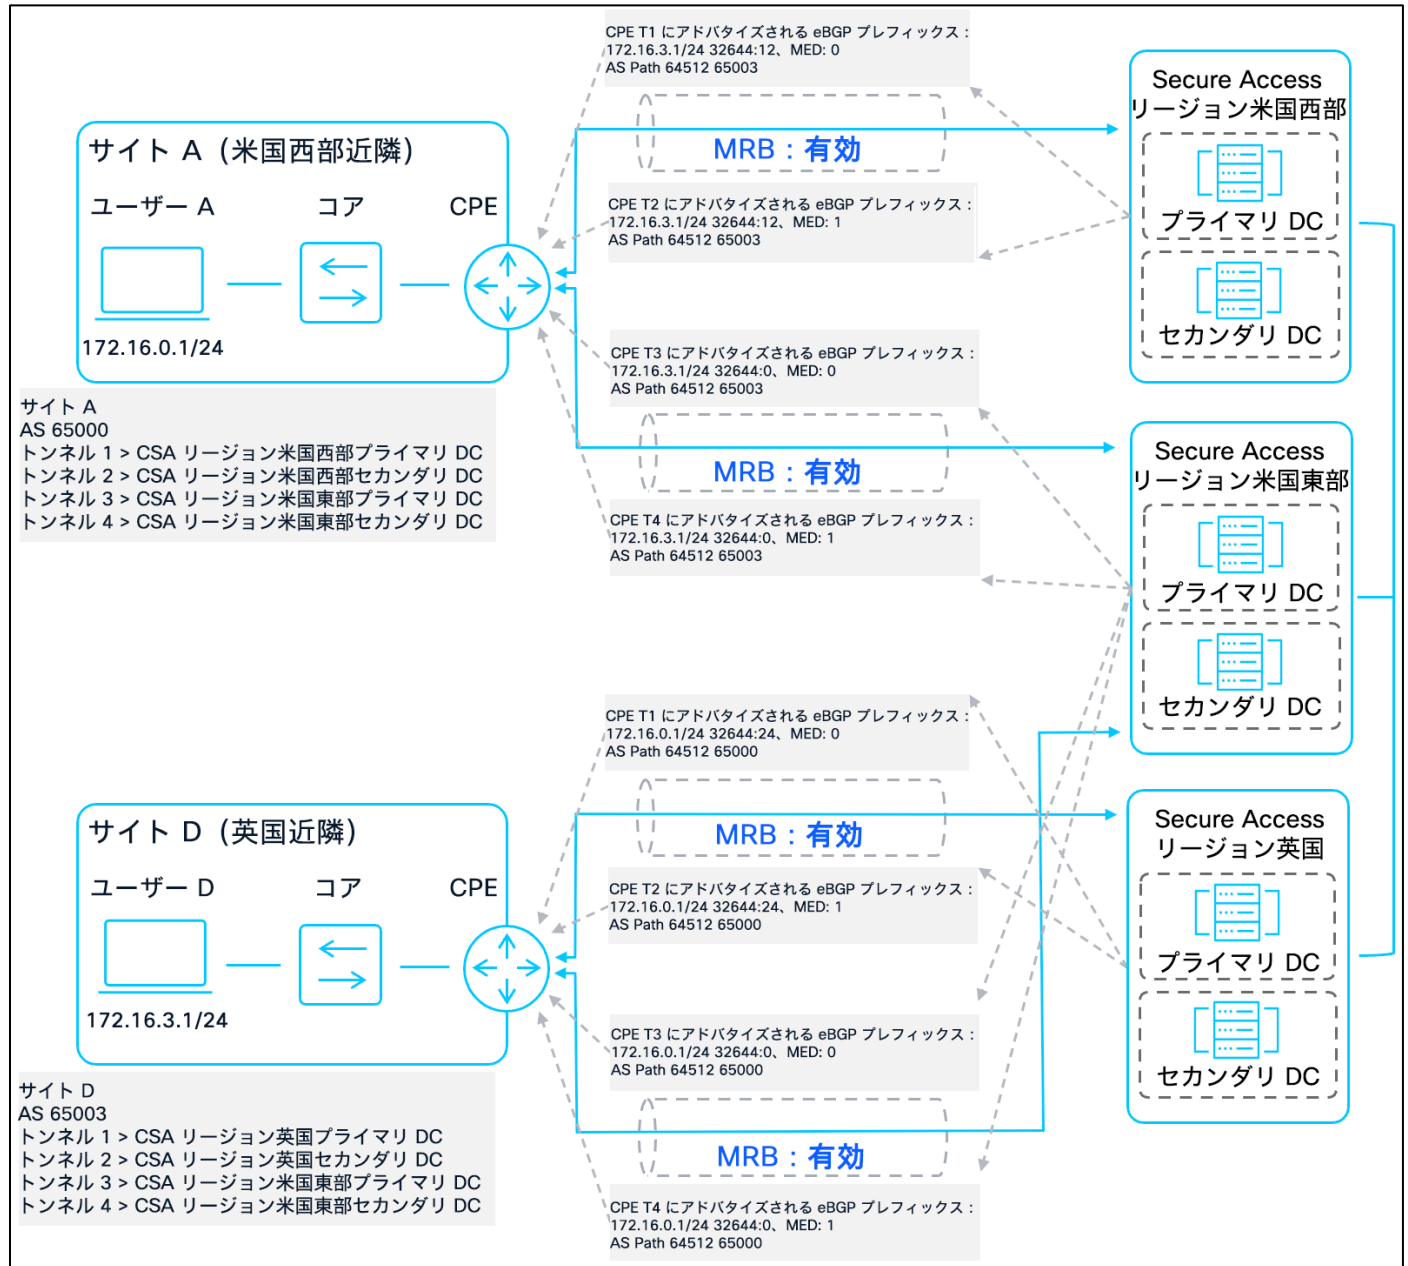 CPE T1 にアドバタイズされる eBGP プレフィックス：
172.16.3.1/24 32644:12、MED: 0
AS Path 64512 65003
MRB：有効
CPE T2 にアドバタイズされる eBGP プレフィックス：
172.16.3.1/24 32644:12、MED: 1
AS Path 64512 65003
サイト A（米国西部近隣）
ユーザー A
コア
CPE
172.16.0.1/24
サイト A
AS 65000
トンネル 1 > CSA リージョン米国西部プライマリ DC
トンネル 2 > CSA リージョン米国西部セカンダリ DC
トンネル 3 > CSA リージョン米国東部プライマリ DC
トンネル 4 > CSA リージョン米国東部セカンダリ DC
CPE T3 にアドバタイズされる eBGP プレフィックス：
172.16.3.1/24 32644:0、MED: 0
AS Path 64512 65003
MRB：有効
CPE T4 にアドバタイズされる eBGP プレフィックス：
172.16.3.1/24 32644:0、MED: 1
AS Path 64512 65003
Secure Access
リージョン米国西部
プライマリ DC
セカンダリ DC
Secure Access
リージョン米国東部
プライマリ DC
セカンダリ DC
CPE T1 にアドバタイズされる eBGP プレフィックス：
172.16.0.1/24 32644:24、MED: 0
AS Path 64512 65000
MRB：有効
CPE T2 にアドバタイズされる eBGP プレフィックス：
172.16.0.1/24 32644:24、MED: 1
AS Path 64512 65000
サイト D（英国近隣）
ユーザー D
コア
CPE
172.16.3.1/24
サイト D
AS 65003
トンネル 1 > CSA リージョン英国プライマリ DC
トンネル 2 > CSA リージョン英国セカンダリ DC
トンネル 3 > CSA リージョン米国東部プライマリ DC
トンネル 4 > CSA リージョン米国東部セカンダリ DC
CPE T3 にアドバタイズされる eBGP プレフィックス：
172.16.0.1/24 32644:0、MED: 0
AS Path 64512 65000
MRB：有効
CPE T4 にアドバタイズされる eBGP プレフィックス：
172.16.0.1/24 32644:0、MED: 1
AS Path 64512 65000
Secure Access
リージョン英国
プライマリ DC
セカンダリ DC